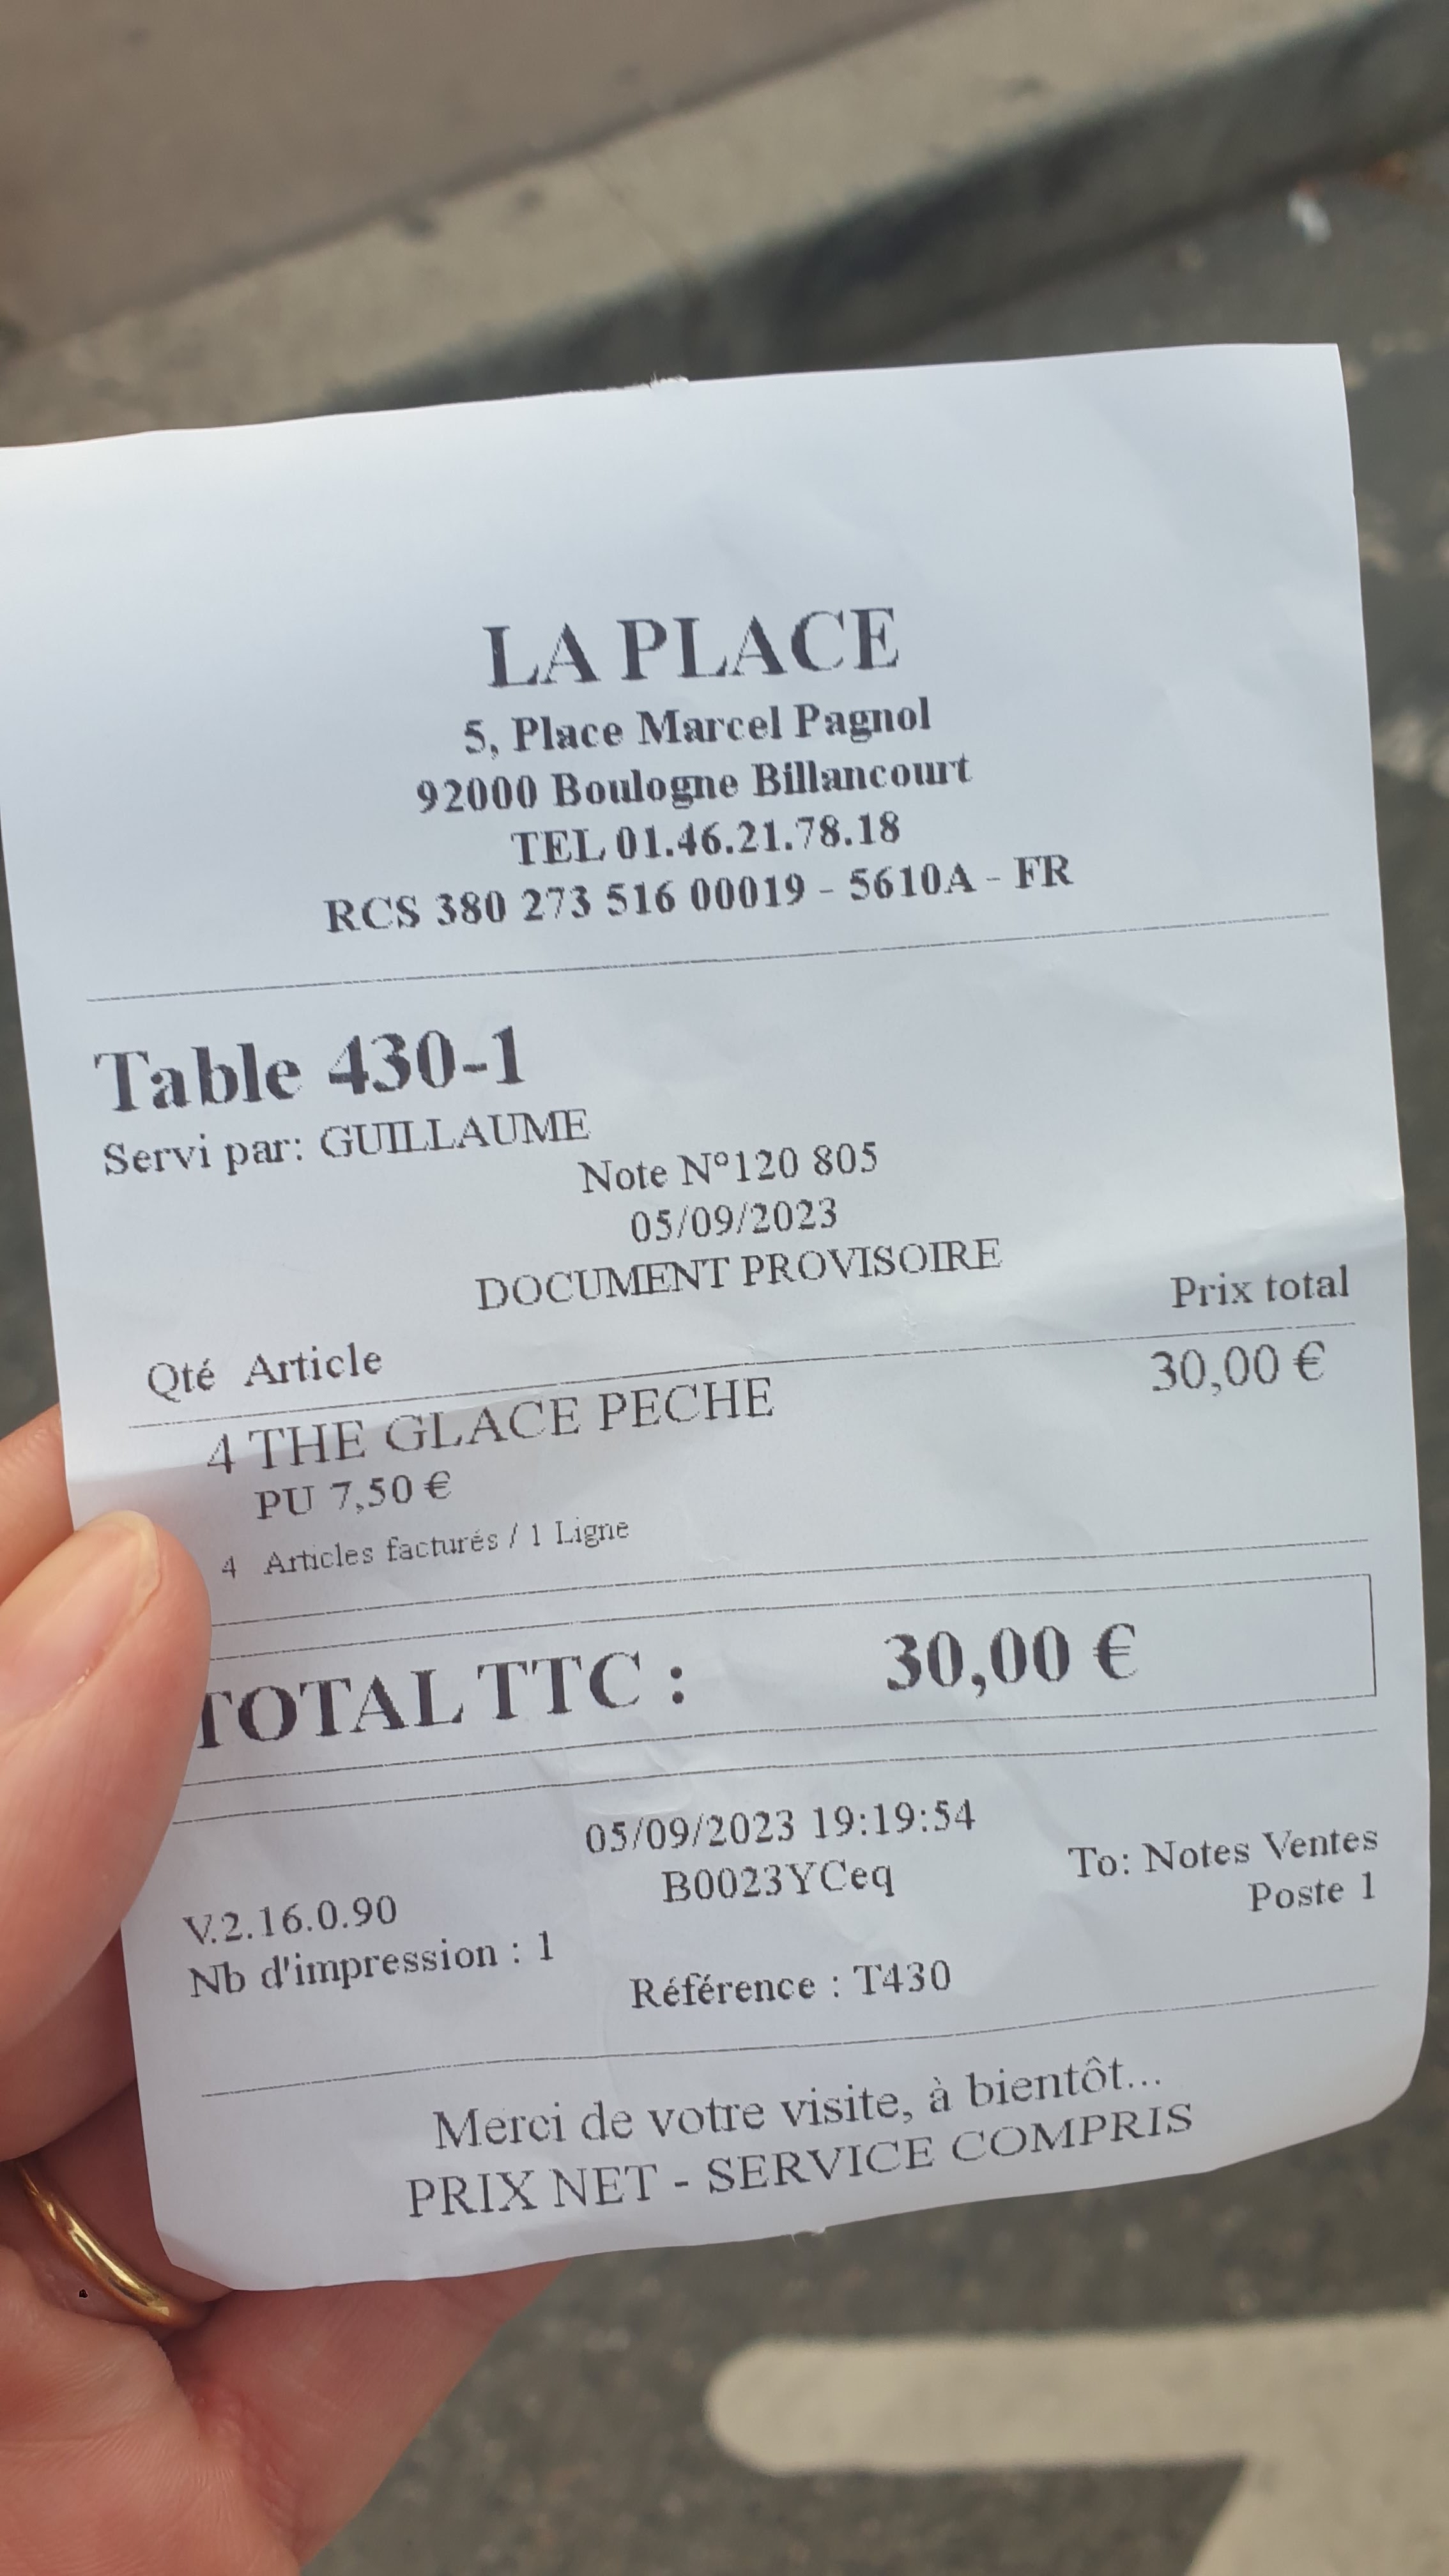 LA PLACE
5, Place Marcel Pagnol
92000 Boulogne Billancourt
TEL 01.46.21.78.18
RCS 380 273 516 00019 - 5610A - FR
Table 430-1
Servi par: GUILLAUME
Note N°120 805
05/09/2023
DOCUMENT PROVISOIRE
Qté Article Prix total
4 THE GLACE PECHE 30,00 €
PU 7,50 €
4 Articles facturés / 1 Ligne
TOTAL TTC : 30,00 €
05/09/2023 19:19:54
V.2.16.0.90 B0023YCeq To: Notes Ventes
Nb d'impression : 1 Poste 1
Référence : T430
Merci de votre visite, à bientôt...
PRIX NET - SERVICE COMPRIS